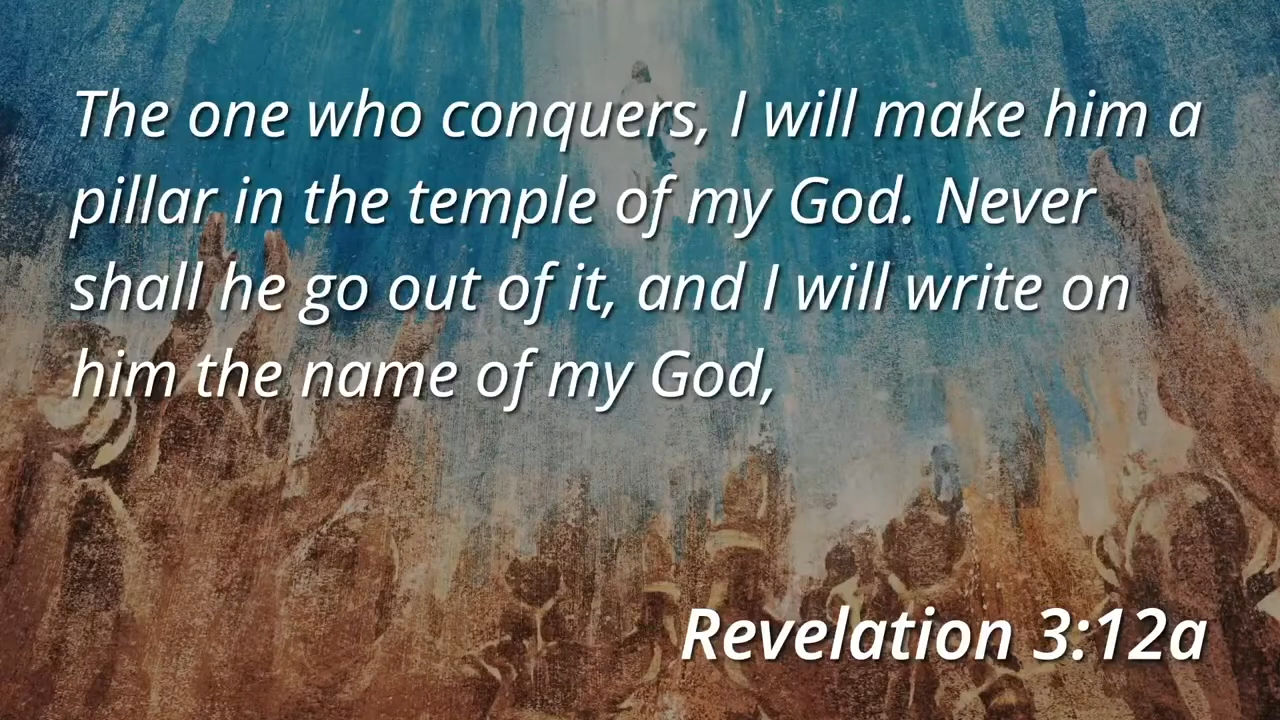 The one who conquers, I will make him a
pillar in the temple of my God. Never
shall he go out of it, and I will write on
him the name of my God,
Revelation 3:12a